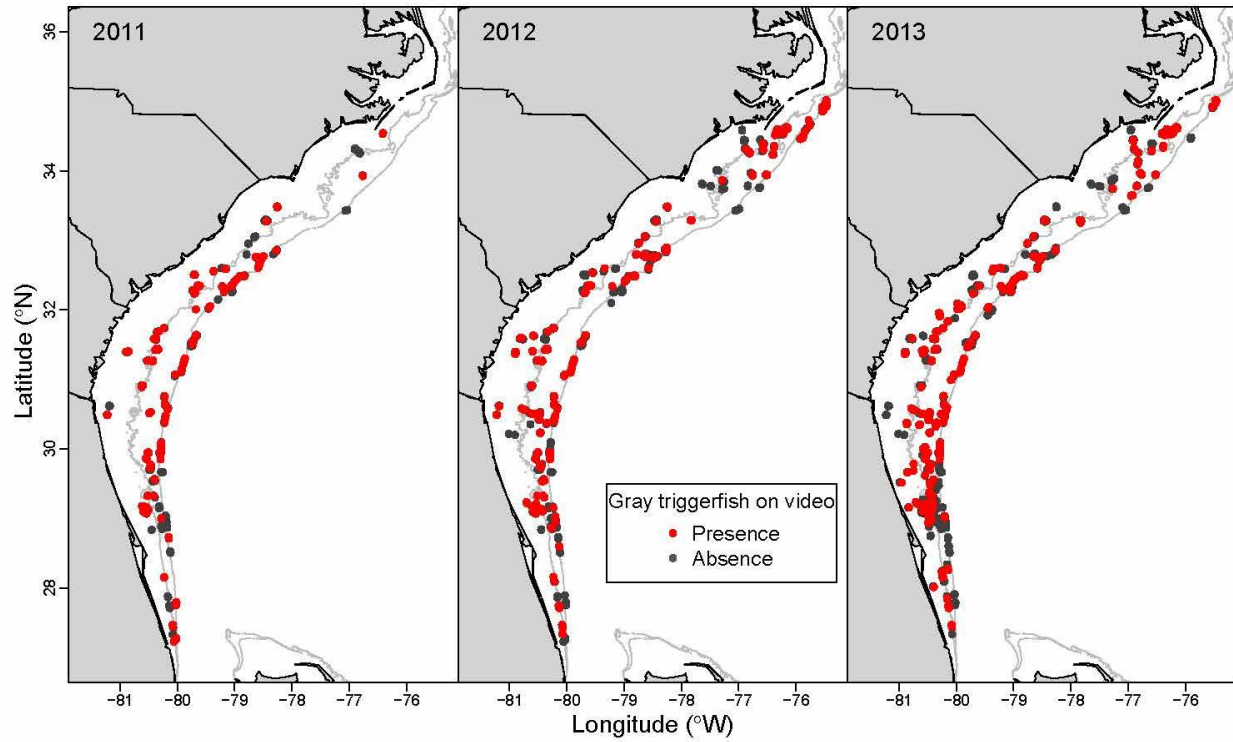 2011
2012
2013
36
34
32
30
28
Latitude (°N)
Gray triggerfish on video
Presence
Absence
−81 −80 −79 −78 −77 −76
−81 −80 −79 −78 −77 −76
−81 −80 −79 −78 −77 −76
Longitude (°W)